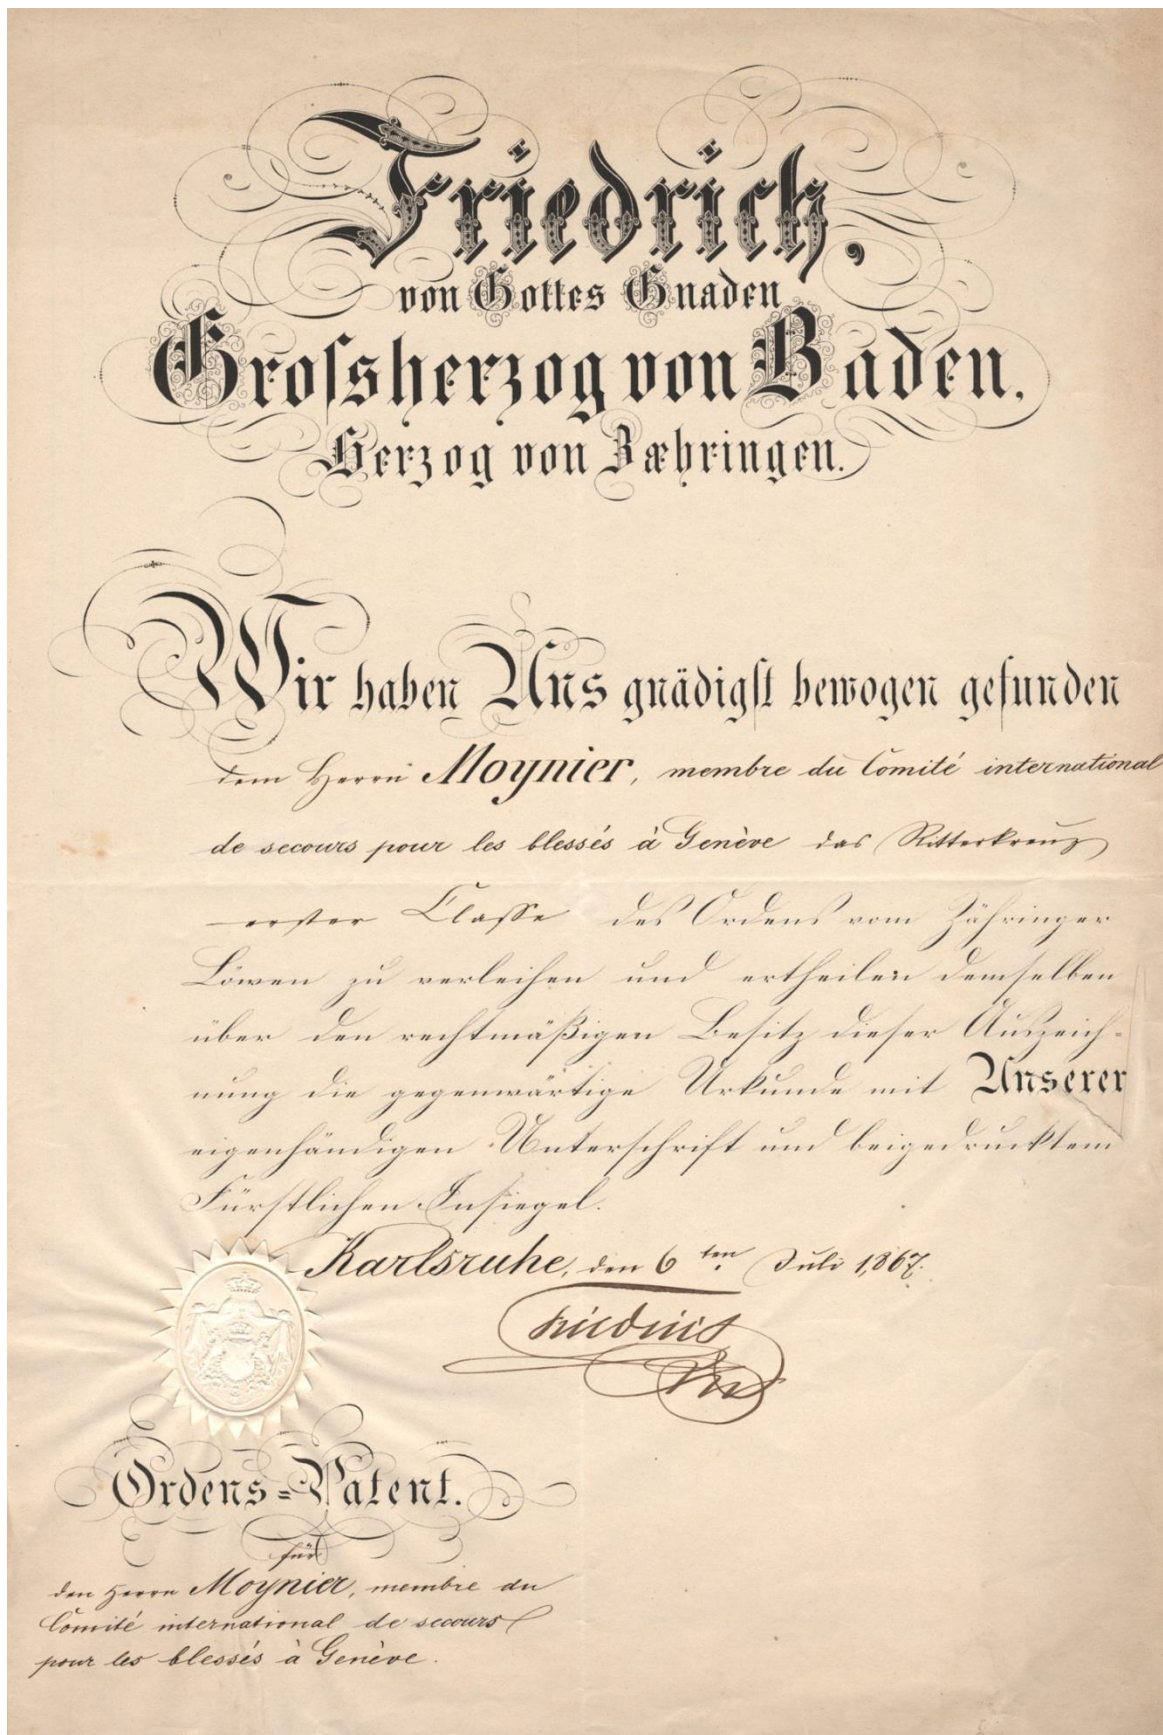 Friedrich,
von Gottes Gnaden
Grossherzog von Baden,
Herzog von Zæhringen.
Wir haben Uns gnädigst bewogen gefunden
dem Herrn Moynier, membre du Comité international
de secours pour les blessés à Genève das Ritterkreuz
erster Classe des Ordens vom Zähringer
Löwen zu verleihen und ertheilen demselben
über den rechtmäßigen Besitz dieser Auszeich-
nung die gegenwärtige Urkunde mit Unserer
eigenhändigen Unterschrift und beigedrucktem
Fürstlichen Insiegel.
Karlsruhe, den 6ten Juli 1867.
Friedrich
Ordens-Patent.
für
den Herrn Moynier, membre du
Comité international de secours
pour les blessés à Genève.